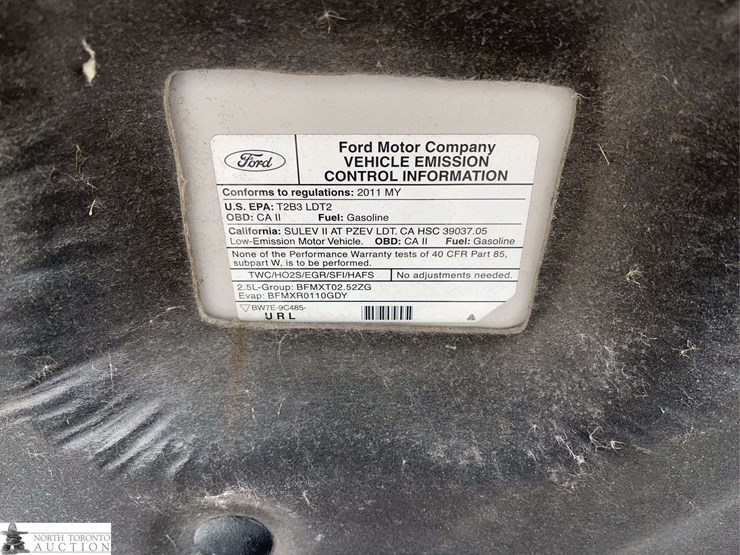 Ford
Ford Motor Company
VEHICLE EMISSION
CONTROL INFORMATION
Conforms to regulations: 2011 MY
U.S. EPA: T2B3 LDT2
OBD: CA II Fuel: Gasoline
California: SULEV II AT PZEV LDT. CA HSC 39037.05
Low-Emission Motor Vehicle. OBD: CA II Fuel: Gasoline
None of the Performance Warranty tests of 40 CFR Part 85,
subpart W, is to be performed.
TWC/HO2S/EGR/SFI/HAFS No adjustments needed.
2.5L-Group: BFMXT02.52ZG
Evap: BFMXR0110GDY
BW7E-9C485-
URL
NORTH TORONTO
AUCTION